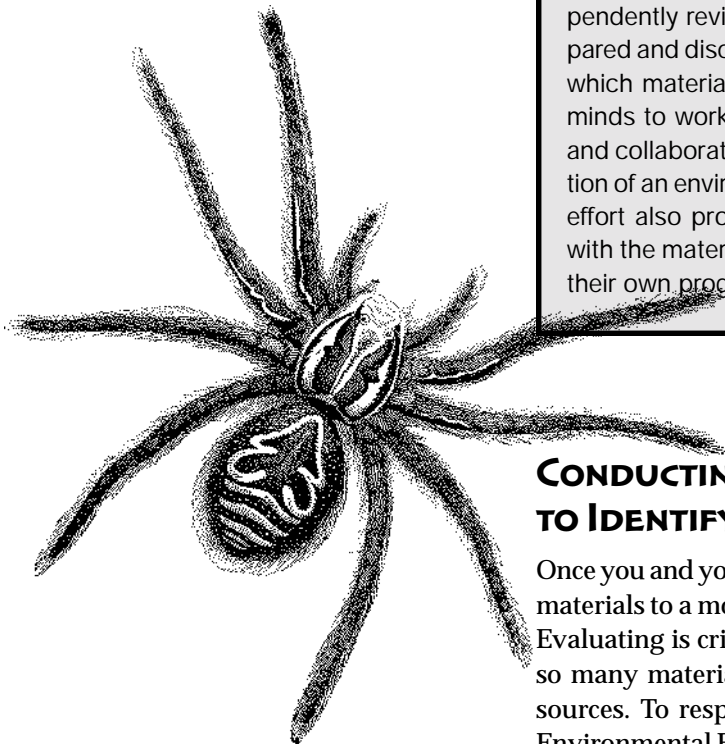 pendently revi
pared and disc
which materia
minds to work
and collaborat
tion of an envir
effort also pro
with the mater
their own prod
CONDUCTIN
TO IDENTIFY
Once you and yo
materials to a mo
Evaluating is cri
so many materia
sources. To resp
Environmental E